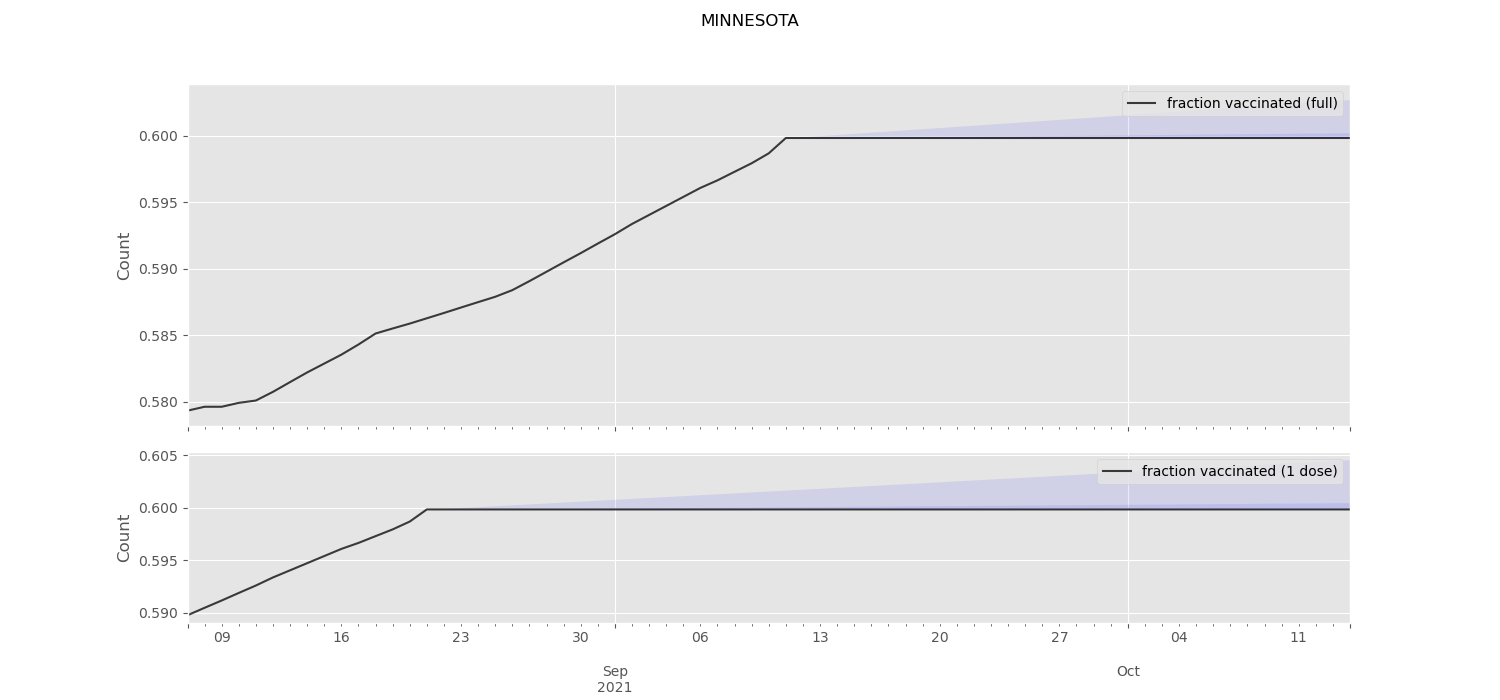 MINNESOTA
fraction vaccinated (full)
0.600
0.595
0.590
0.585
0.580
Count
fraction vaccinated (1 dose)
0.605
0.600
0.595
0.590
Count
09 16 23 30 06 13 20 27 04 11
Sep Oct
2021